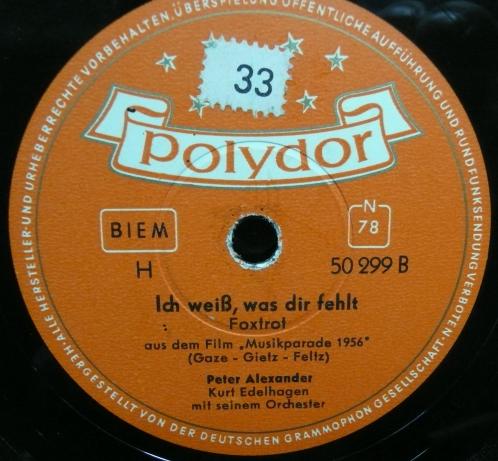 ALLE HERSTELLER- UND URHEBERRECHTE VORBEHALTEN. ÜBERSPIELUNG ÖFFENTLICHE AUFFÜHRUNG UND RUNDFUNKSENDUNG VERBOTEN·
33
polydor
BIEM
N
78
H
50 299 B
Ich weiß, was dir fehlt
Foxtrot
aus dem Film „Musikparade 1956"
(Gaze - Gietz - Feltz)
Peter Alexander
Kurt Edelhagen
mit seinem Orchester
HERGESTELLT VON DER DEUTSCHEN GRAMMOPHON GESELLSCHAFT·